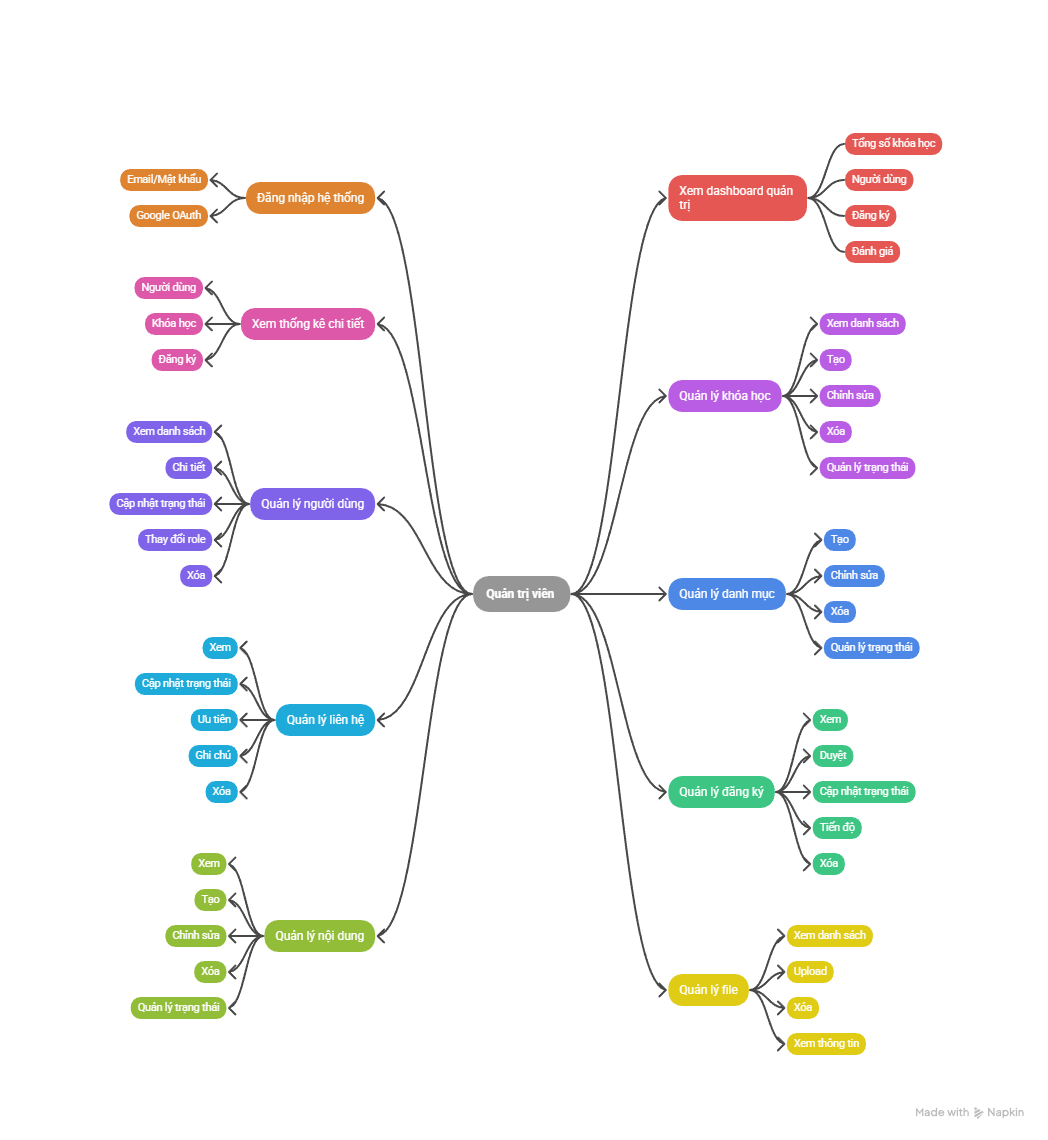 Quản trị viên
Đăng nhập hệ thống
Email/Mật khẩu
Google OAuth
Xem thống kê chi tiết
Người dùng
Khóa học
Đăng ký
Quản lý người dùng
Xem danh sách
Chi tiết
Cập nhật trạng thái
Thay đổi role
Xóa
Quản lý liên hệ
Xem
Cập nhật trạng thái
Ưu tiên
Ghi chú
Xóa
Quản lý nội dung
Xem
Tạo
Chỉnh sửa
Xóa
Quản lý trạng thái
Xem dashboard quản
trị
Tổng số khóa học
Người dùng
Đăng ký
Đánh giá
Quản lý khóa học
Xem danh sách
Tạo
Chỉnh sửa
Xóa
Quản lý trạng thái
Quản lý danh mục
Tạo
Chỉnh sửa
Xóa
Quản lý trạng thái
Quản lý đăng ký
Xem
Duyệt
Cập nhật trạng thái
Tiến độ
Xóa
Quản lý file
Xem danh sách
Upload
Xóa
Xem thông tin
Made with Napkin